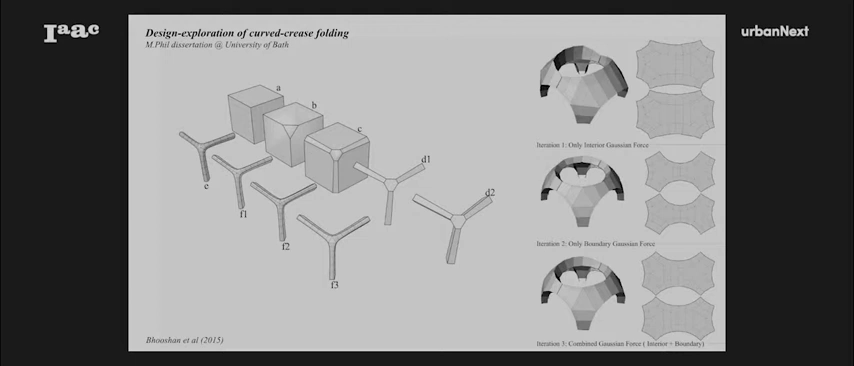 Iaac
urbanNext
Design-exploration of curved-crease folding
M.Phil dissertation @ University of Bath
a
b
c
d1
d2
e
f1
f2
f3
Iteration 1: Only Interior Gaussian Force
Iteration 2: Only Boundary Gaussian Force
Iteration 3: Combined Gaussian Force ( Interior + Boundary)
Bhooshan et al (2015)